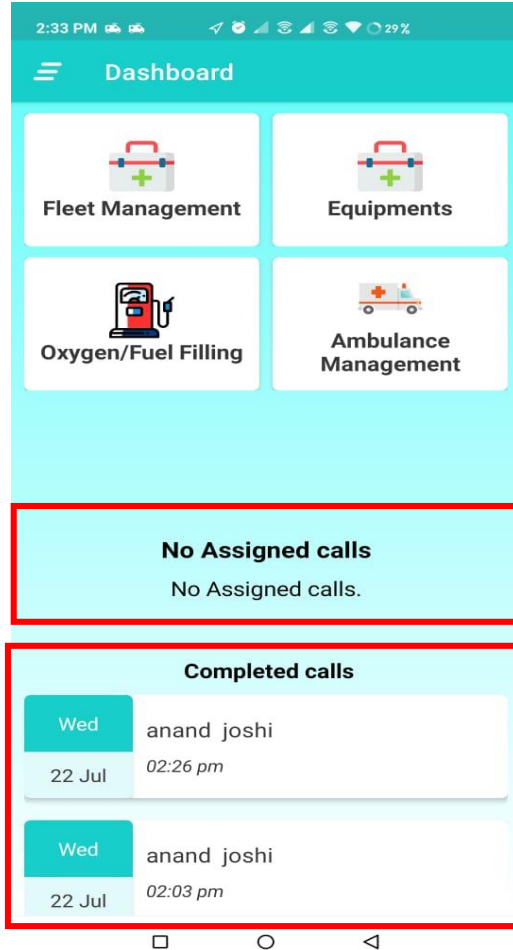 2:33 PM 29%
Dashboard
Fleet Management
Equipments
Oxygen/Fuel Filling
Ambulance
Management
No Assigned calls
No Assigned calls.
Completed calls
Wed
22 Jul
anand joshi
02:26 pm
Wed
22 Jul
anand joshi
02:03 pm